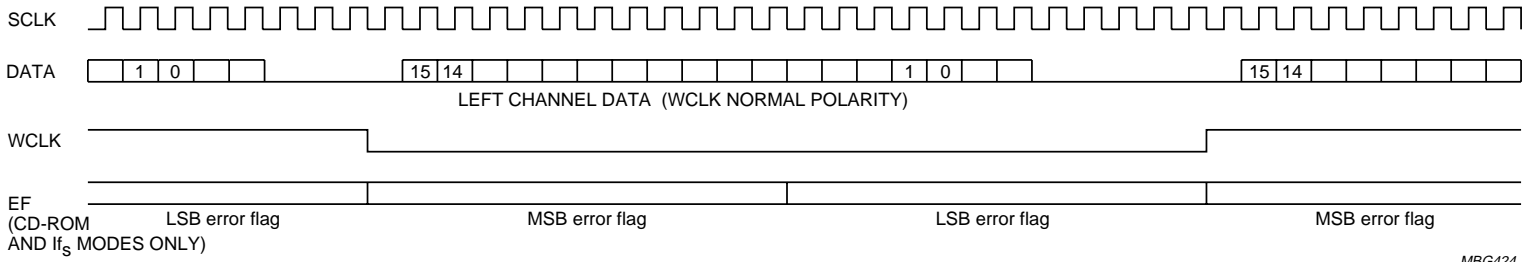 SCLK
DATA
1 0
15 14
1 0
15 14
LEFT CHANNEL DATA (WCLK NORMAL POLARITY)
WCLK
EF
(CD-ROM
AND Ifs MODES ONLY)
LSB error flag
MSB error flag
LSB error flag
MSB error flag
MBG424